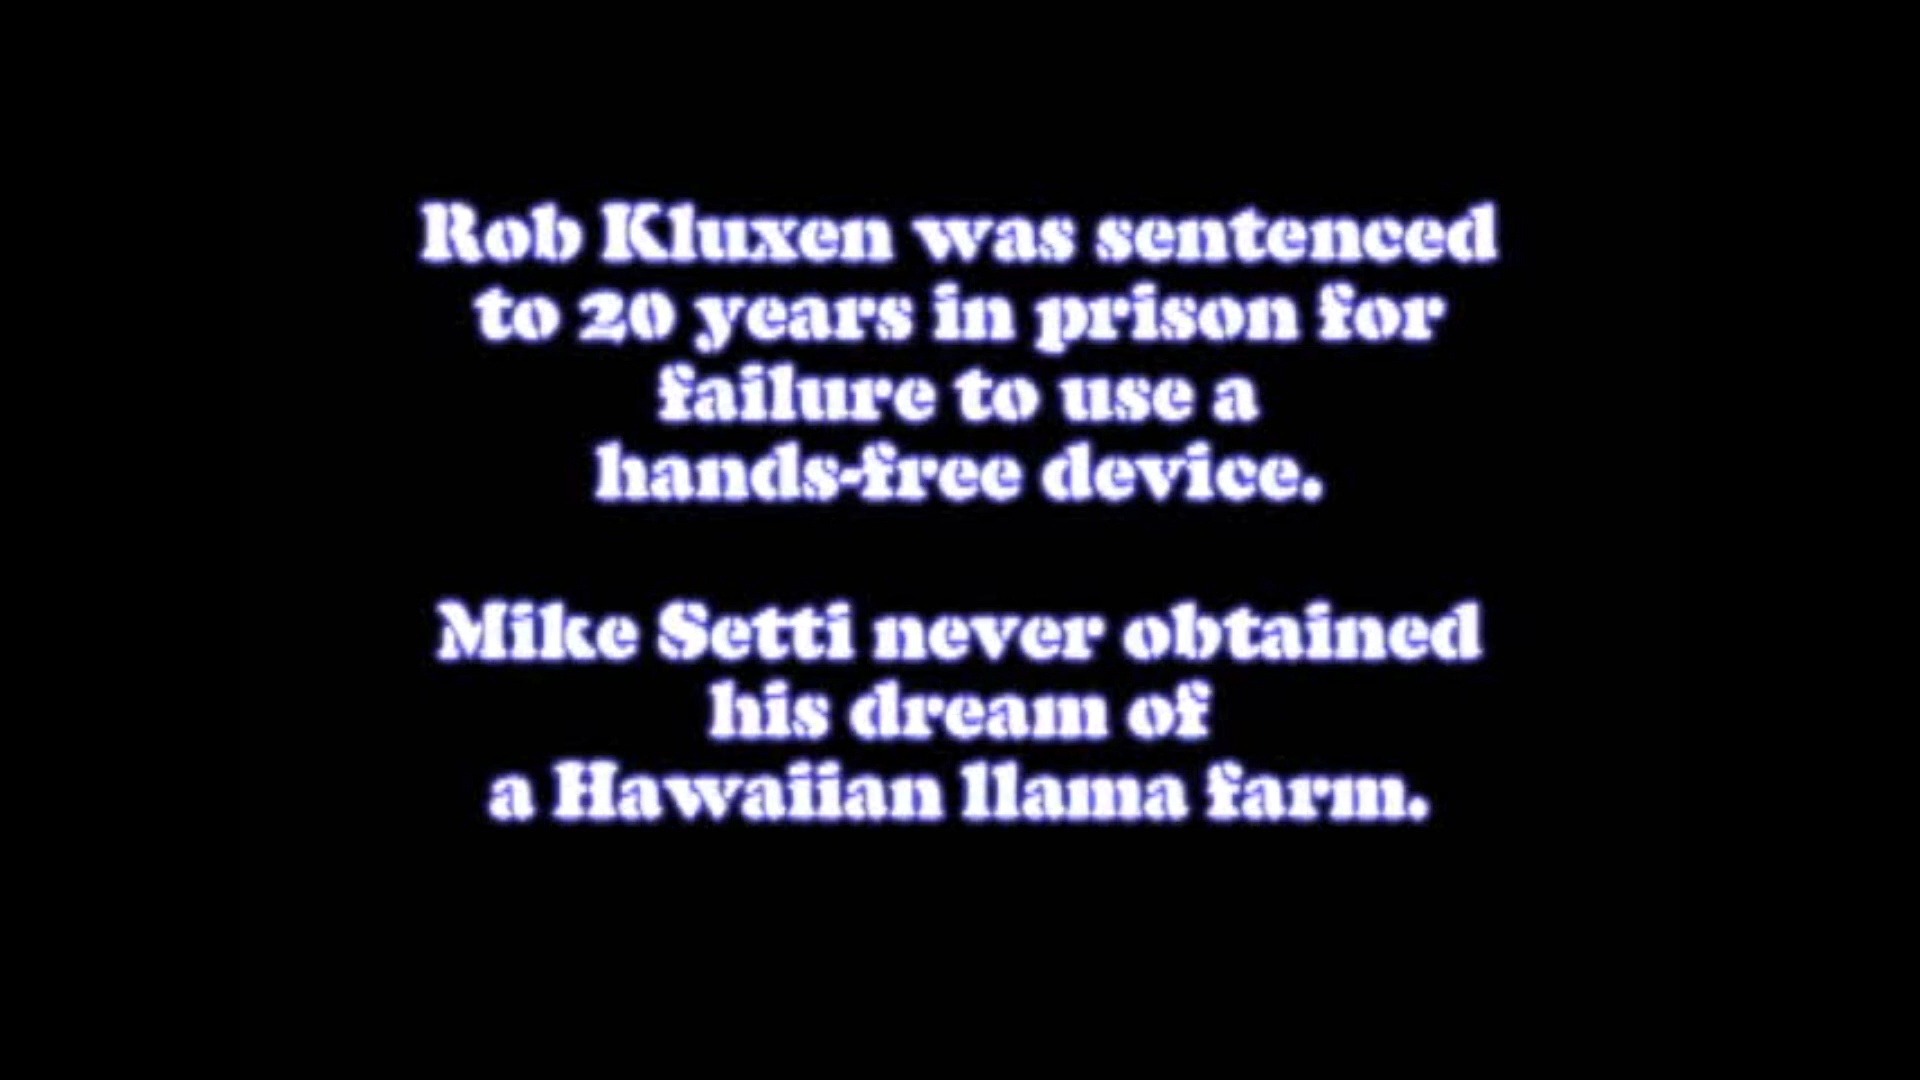 Rob Kluxen was sentenced
to 20 years in prison for
failure to use a
hands-free device.
Mike Setti never obtained
his dream of
a Hawaiian llama farm.